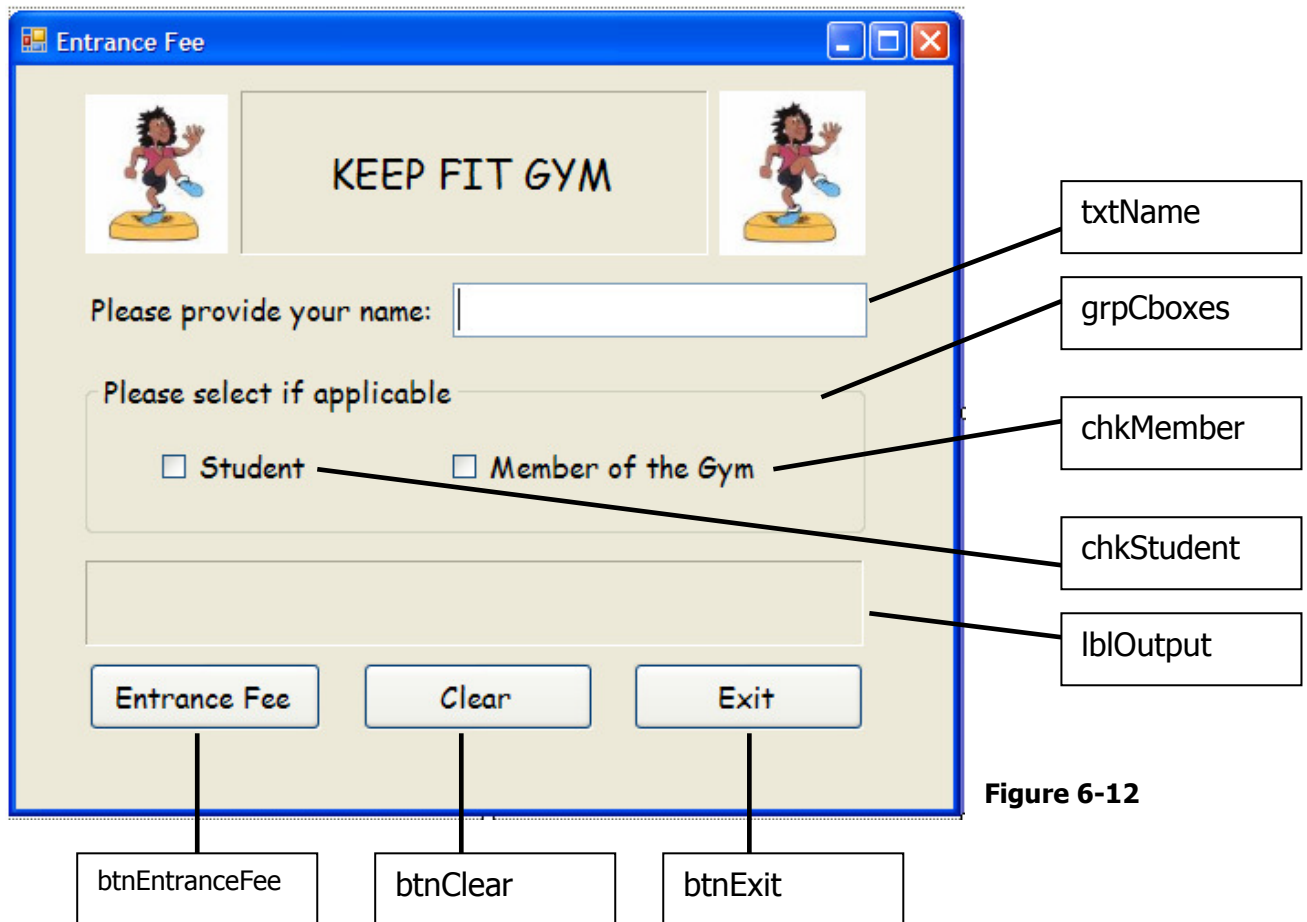 Entrance Fee
KEEP FIT GYM
txtName
Please provide your name:
grpCboxes
Please select if applicable
chkMember
Student
Member of the Gym
chkStudent
lblOutput
Entrance Fee
Clear
Exit
Figure 6-12
btnEntranceFee
btnClear
btnExit